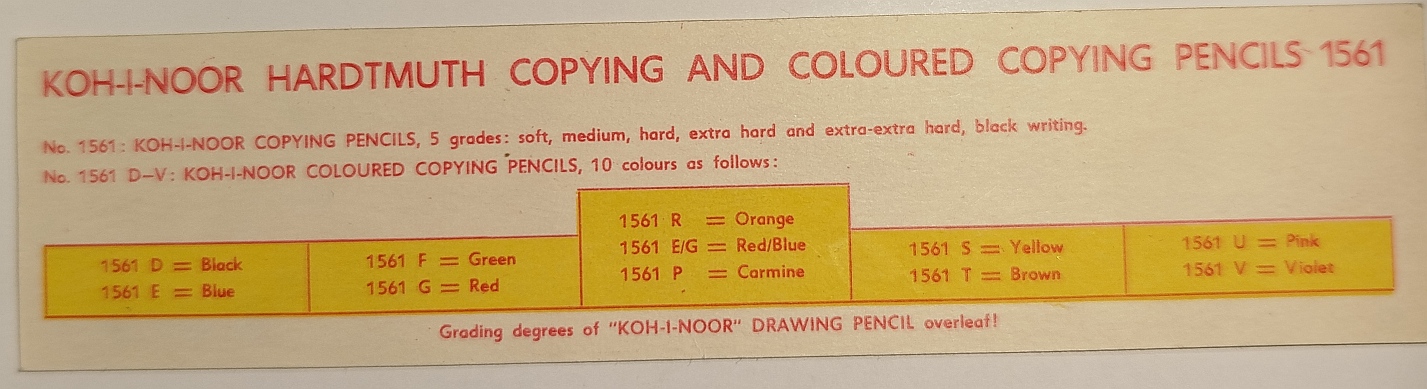 KOH-I-NOOR HARDTMUTH COPYING AND COLOURED COPYING PENCILS 1561
No. 1561: KOH-I-NOOR COPYING PENCILS, 5 grades: soft, medium, hard, extra hard and extra-extra hard, black writing.
No. 1561 D–V: KOH-I-NOOR COLOURED COPYING PENCILS, 10 colours as follows:
1561 D = Black
1561 E = Blue
1561 F = Green
1561 G = Red
1561 R = Orange
1561 E/G = Red/Blue
1561 P = Carmine
1561 S = Yellow
1561 T = Brown
1561 U = Pink
1561 V = Violet
Grading degrees of "KOH-I-NOOR" DRAWING PENCIL overleaf!